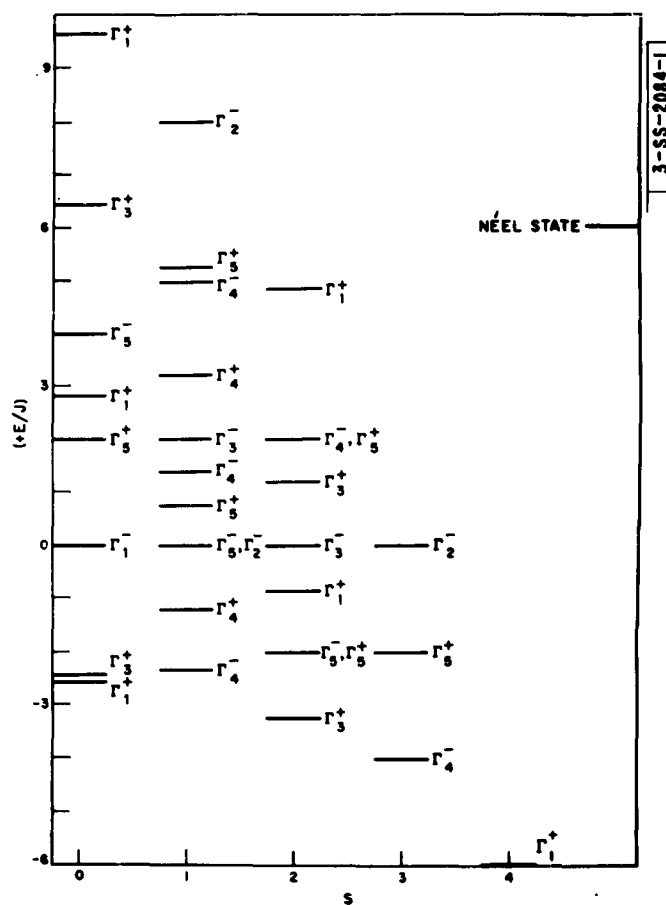 Γ₁⁺
9
Γ₂⁻
3-SS-2084-1
Γ₃⁺
6
NÉEL STATE
Γ₅⁺
Γ₄⁻
Γ₁⁺
Γ₅⁻
Γ₄⁺
3
Γ₁⁺
(+E/J)
Γ₅⁺
Γ₃⁻
Γ₄⁻,Γ₅⁺
Γ₄⁻
Γ₃⁺
Γ₅⁺
0
Γ₁⁻
Γ₅⁻,Γ₂⁻
Γ₃⁻
Γ₂⁻
Γ₁⁺
Γ₄⁺
Γ₅⁻,Γ₅⁺
Γ₅⁺
Γ₃⁺
Γ₁⁺
Γ₄⁻
-3
Γ₃⁺
Γ₄⁻
Γ₁⁺
-6
0 1 2 3 4
S